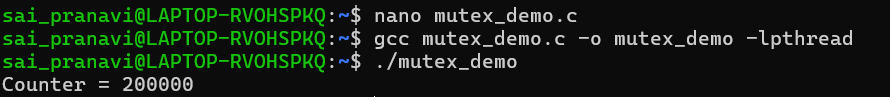 sai_pranavi@LAPTOP-RVOHSPKQ:~$ nano mutex_demo.c
sai_pranavi@LAPTOP-RVOHSPKQ:~$ gcc mutex_demo.c -o mutex_demo -lpthread
sai_pranavi@LAPTOP-RVOHSPKQ:~$ ./mutex_demo
Counter = 200000